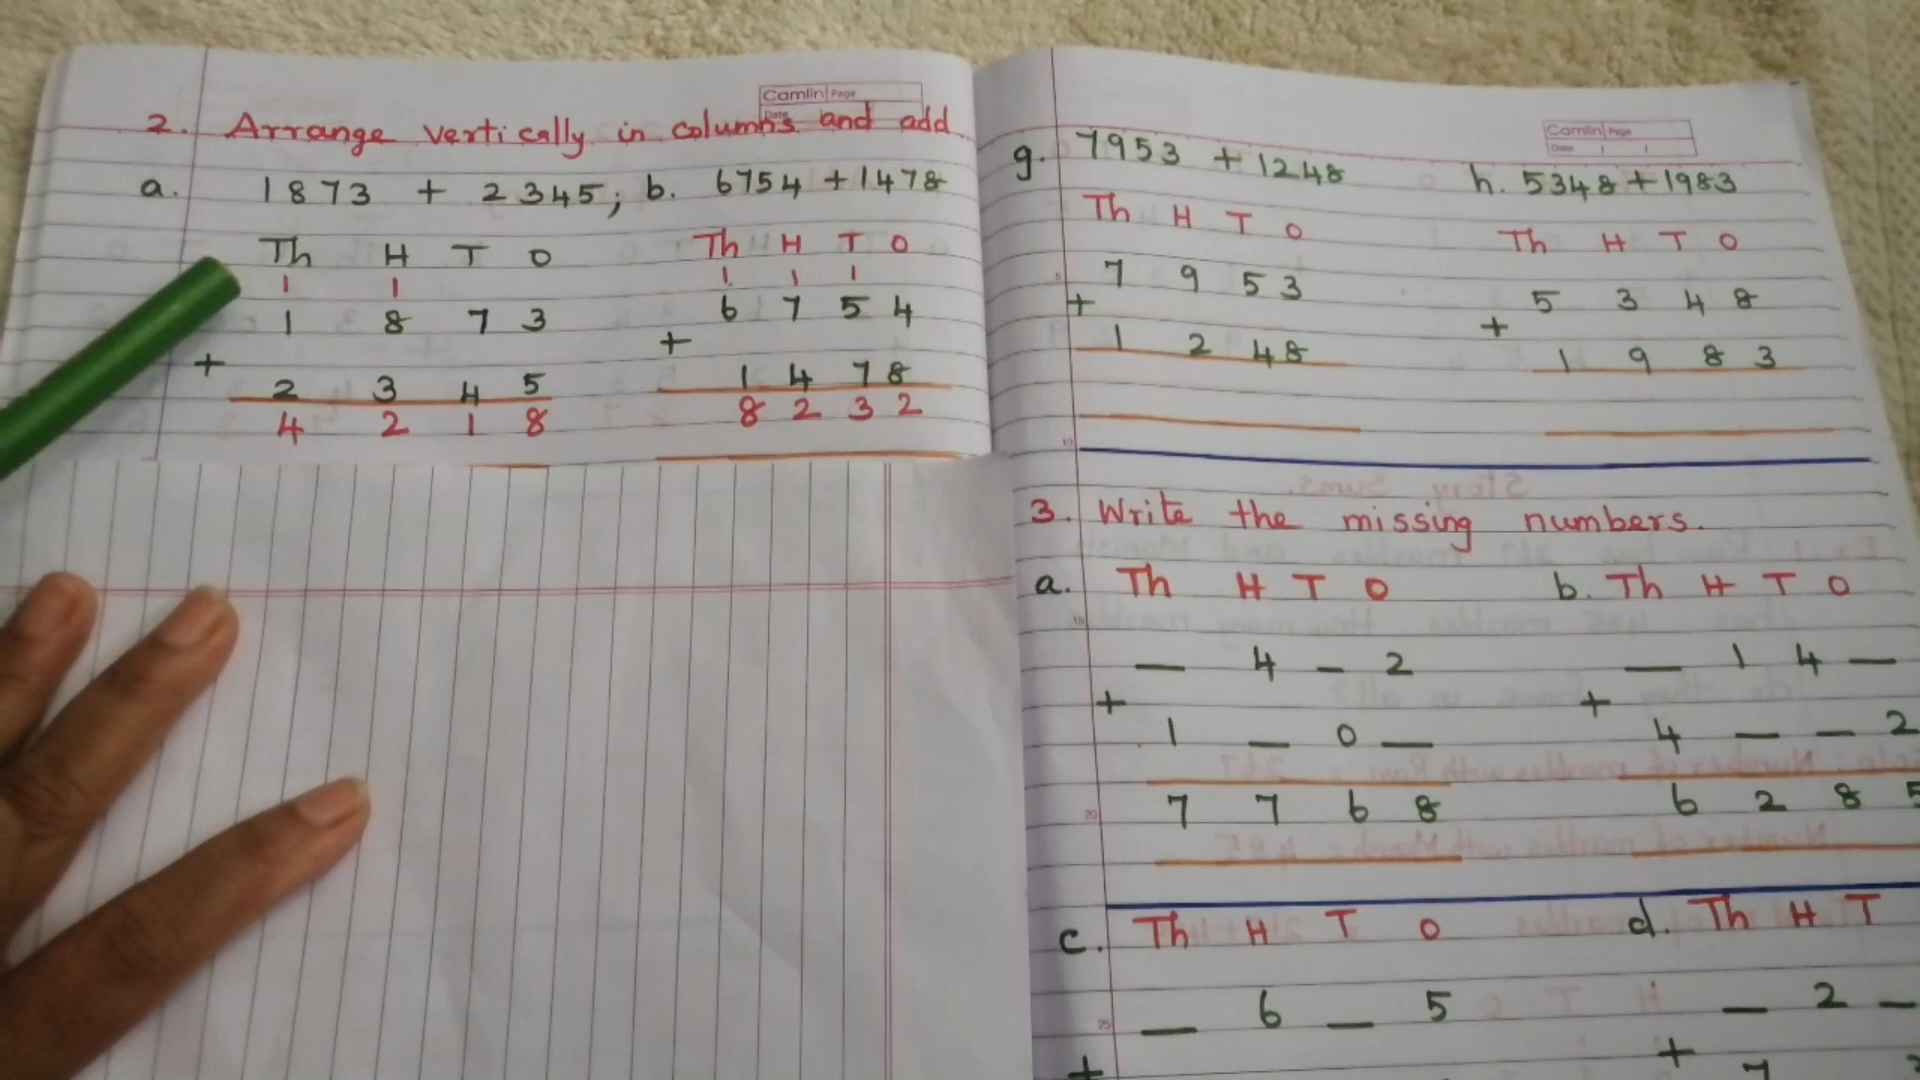 Camlin Page
Date
2. Arrange vertically in columns and add
a. 1873 + 2345; b. 6754 + 1478
Th H T O Th H T O
1 1 1 1 1
1 8 7 3 6 7 5 4
+ +
2 3 4 5 1 4 7 8
4 2 1 8 8 2 3 2
Camlin Page
Date / /
g. 7953 + 1248 h. 5348 + 1983
Th H T O Th H T O
7 9 5 3 5 3 4 8
+ +
1 2 4 8 1 9 8 3
3. Write the missing numbers.
a. Th H T O b. Th H T O
_ 4 _ 2 _ 1 4 _
+ +
1 _ 0 _ 4 _ _ 2
7 7 6 8 6 2 8 5
c. Th H T O d. Th H T
_ 6 _ 5 _ 2 _
+ +
7